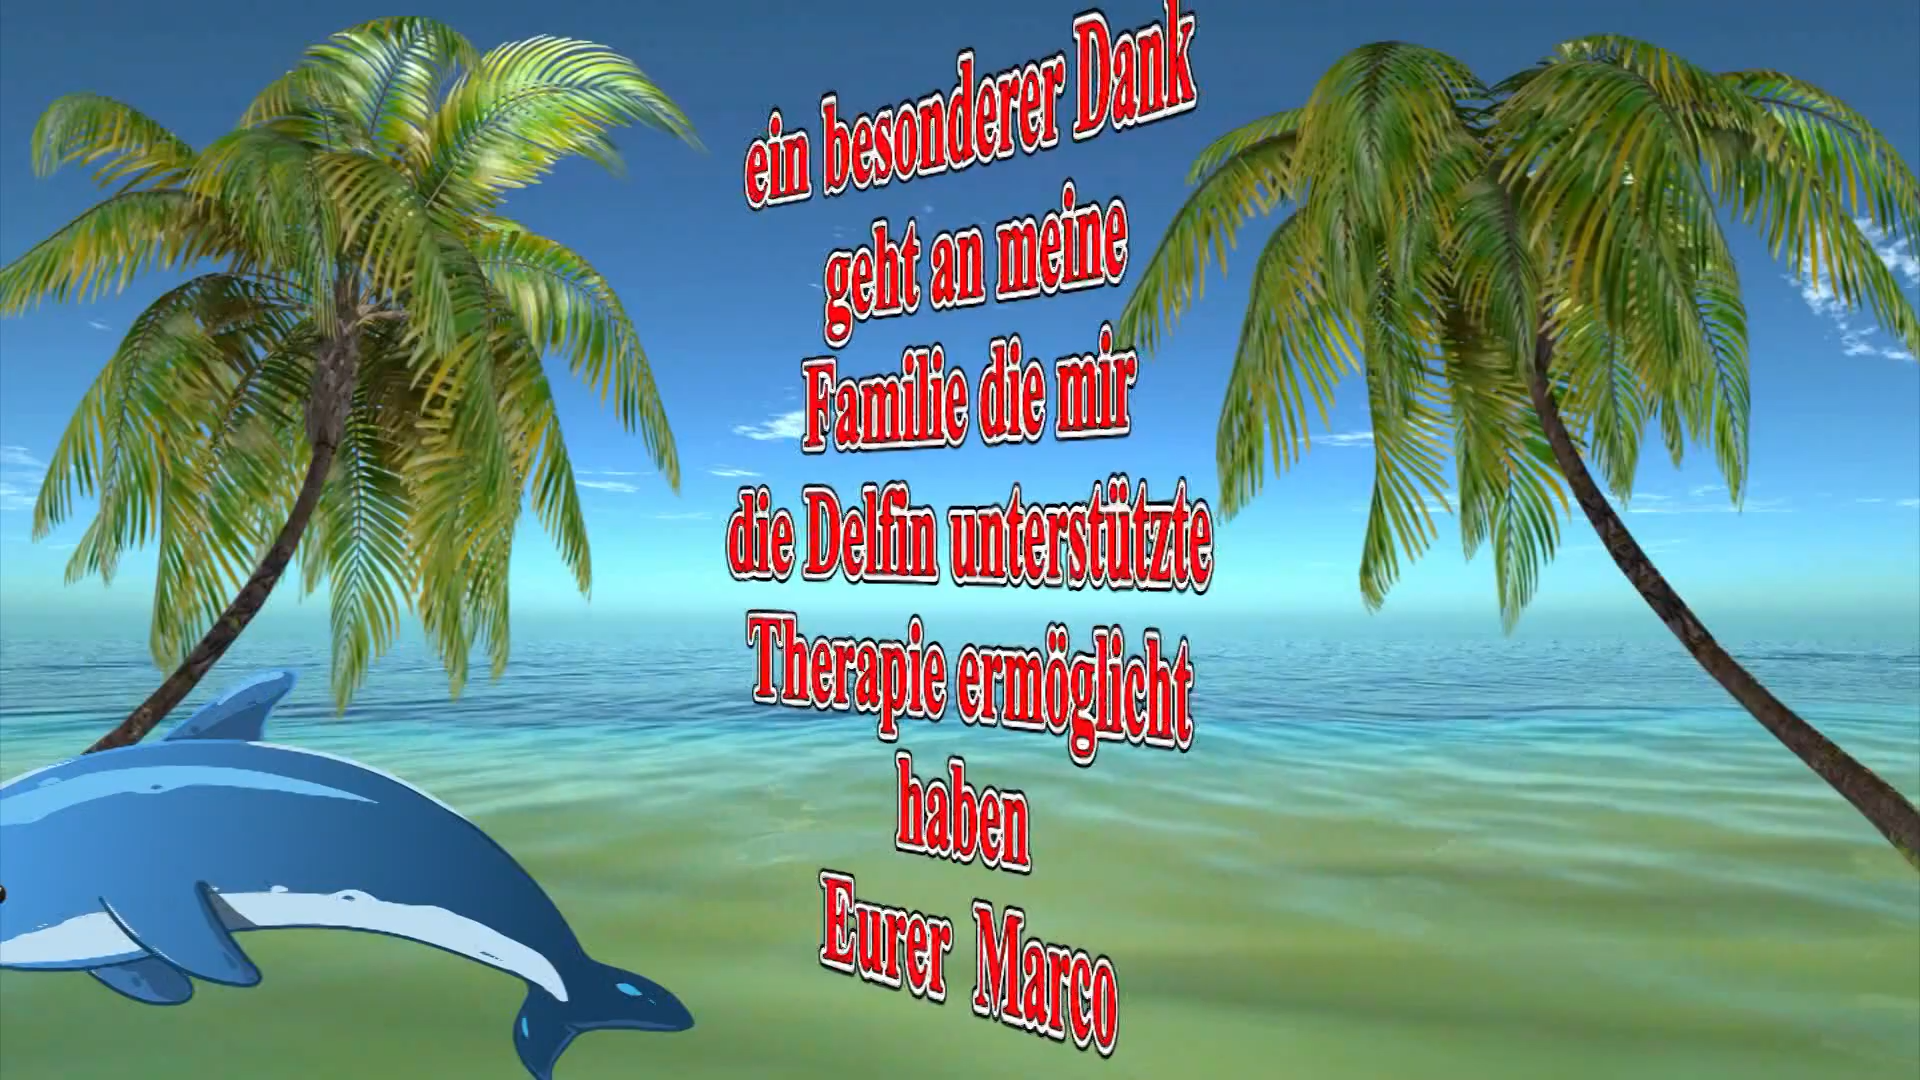 ein besonderer Dank
geht an meine
Familie die mir
die Delfin unterstützte
Therapie ermöglicht
haben
Eurer Marco